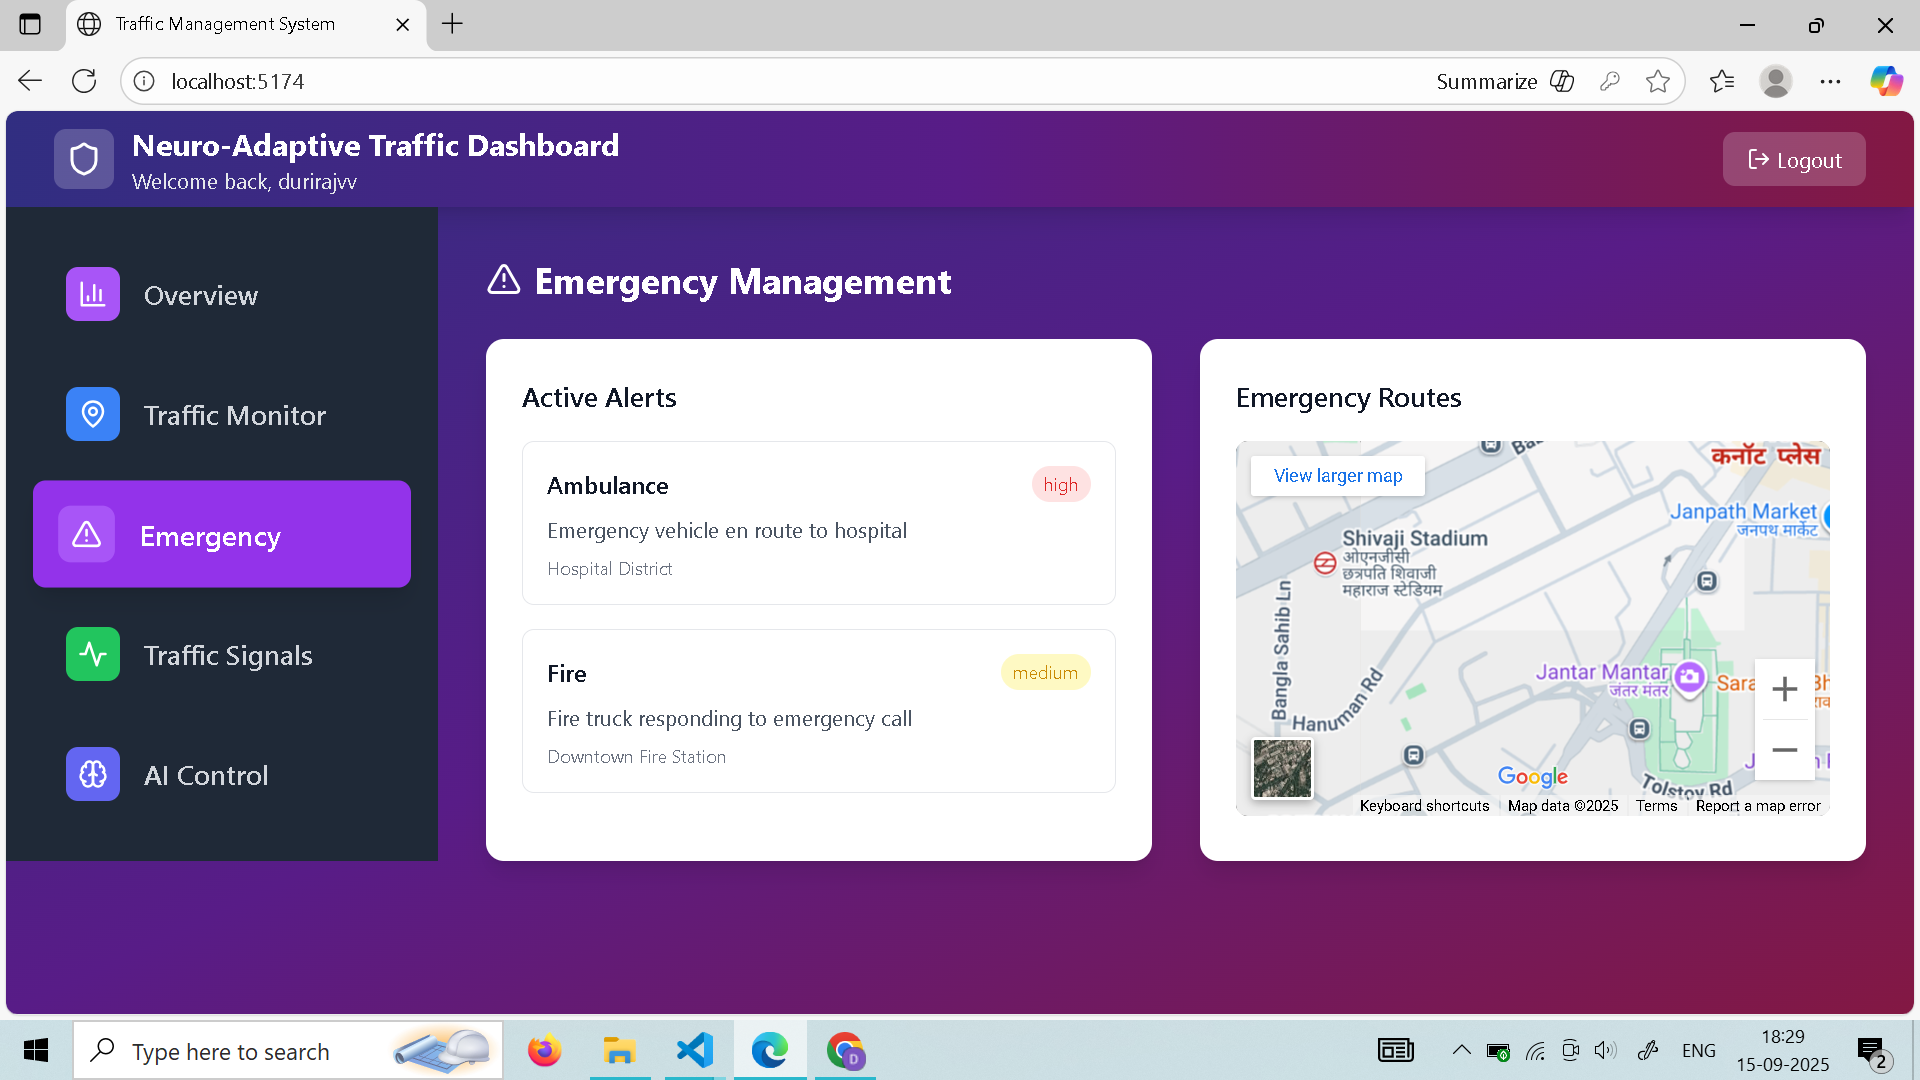 Traffic Management System
localhost:5174
Summarize
Neuro-Adaptive Traffic Dashboard
Welcome back, durirajvv
Logout
Overview
Traffic Monitor
Emergency
Traffic Signals
AI Control
Emergency Management
Active Alerts
Ambulance
high
Emergency vehicle en route to hospital
Hospital District
Fire
medium
Fire truck responding to emergency call
Downtown Fire Station
Emergency Routes
View larger map
कनॉट प्लेस
Janpath Market
जनपथ मार्केट
Shivaji Stadium
ओएनजीसी
छत्रपति शिवाजी
महाराज स्टेडियम
Bangla Sahib Ln
Hanuman Rd
Jantar Mantar
जंतर मंतर
Tolstoy Rd
Google
Keyboard shortcuts
Map data ©2025
Terms
Report a map error
Type here to search
D
ENG
18:29
15-09-2025
2